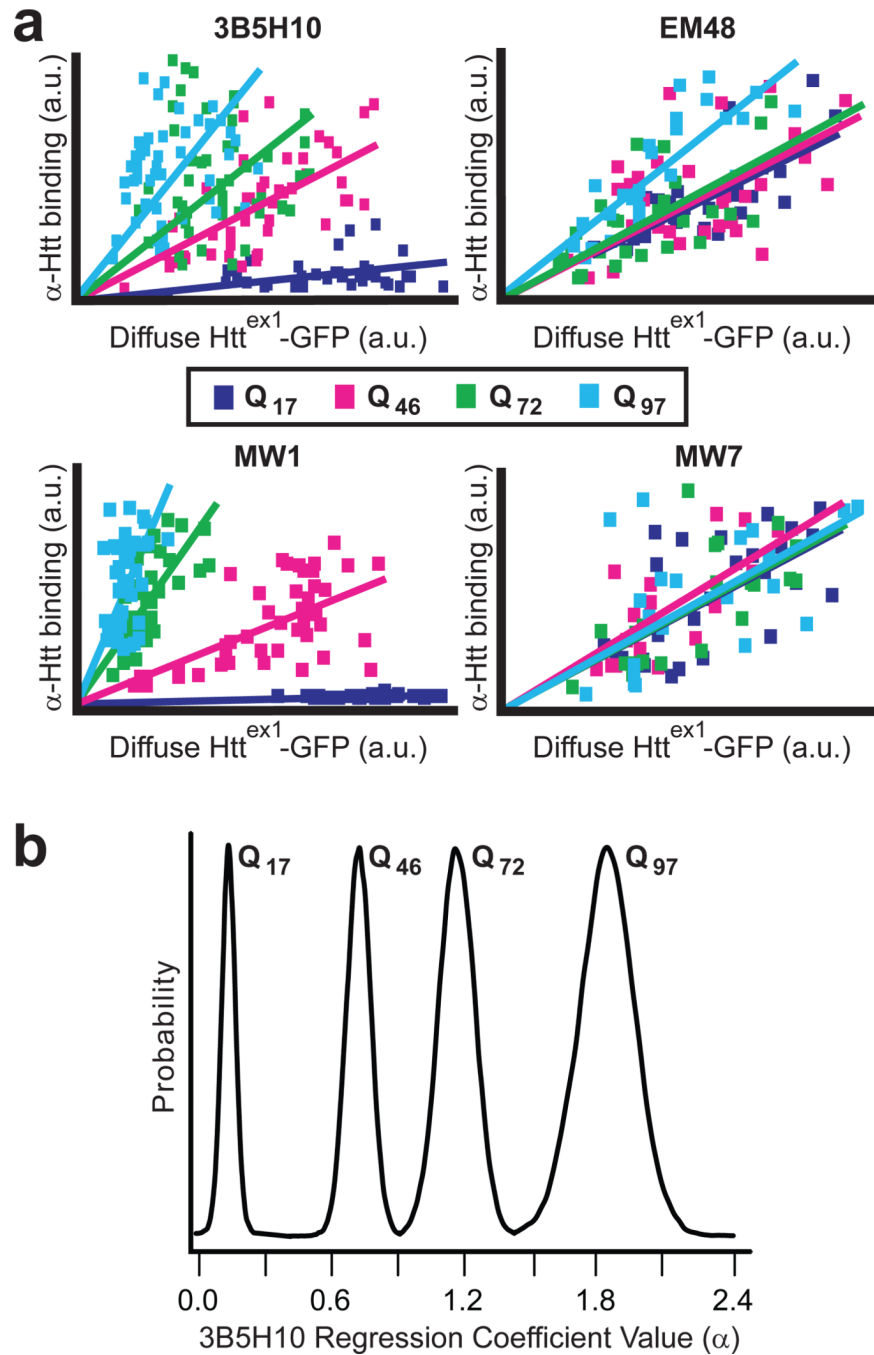 a
3B5H10 EM48
α-Htt binding (a.u.) α-Htt binding (a.u.)
Diffuse Htt^ex1-GFP (a.u.) Diffuse Htt^ex1-GFP (a.u.)
Q17 Q46 Q72 Q97
MW1 MW7
α-Htt binding (a.u.) α-Htt binding (a.u.)
Diffuse Htt^ex1-GFP (a.u.) Diffuse Htt^ex1-GFP (a.u.)
b
Q17 Q46 Q72 Q97
Probability
0.0 0.6 1.2 1.8 2.4
3B5H10 Regression Coefficient Value (α)